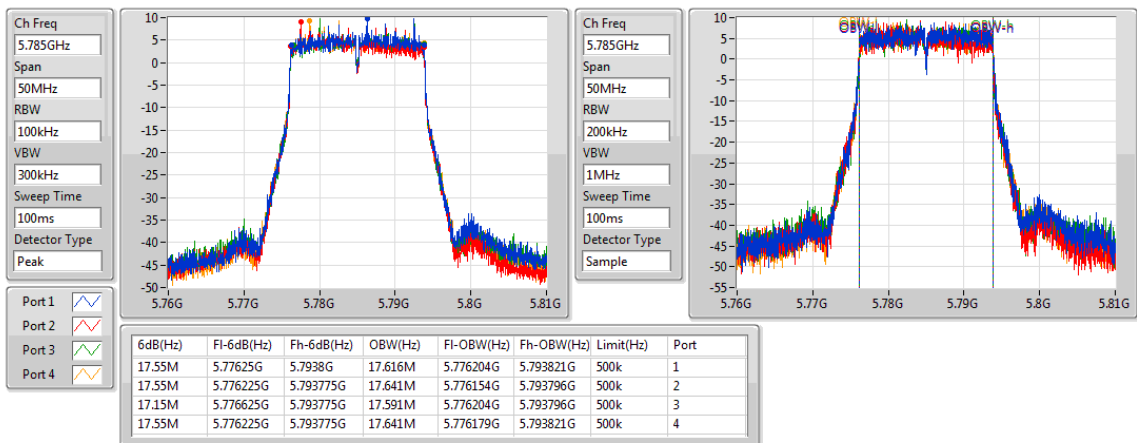 Ch Freq
5.785GHz
Span
50MHz
RBW
100kHz
VBW
300kHz
Sweep Time
100ms
Detector Type
Peak
10
5
0
-5
-10
-15
-20
-25
-30
-35
-40
-45
-50
5.76G 5.77G 5.78G 5.79G 5.8G 5.81G
Ch Freq
5.785GHz
Span
50MHz
RBW
200kHz
VBW
1MHz
Sweep Time
100ms
Detector Type
Sample
10
5
0
-5
-10
-15
-20
-25
-30
-35
-40
-45
-50
-55
OBW-h
5.76G 5.77G 5.78G 5.79G 5.8G 5.81G
Port 1
Port 2
Port 3
Port 4
6dB(Hz) Fl-6dB(Hz) Fh-6dB(Hz) OBW(Hz) Fl-OBW(Hz) Fh-OBW(Hz) Limit(Hz) Port
17.55M 5.77625G 5.7938G 17.616M 5.776204G 5.793821G 500k 1
17.55M 5.776225G 5.793775G 17.641M 5.776154G 5.793796G 500k 2
17.15M 5.776625G 5.793775G 17.591M 5.776204G 5.793796G 500k 3
17.55M 5.776225G 5.793775G 17.641M 5.776179G 5.793821G 500k 4